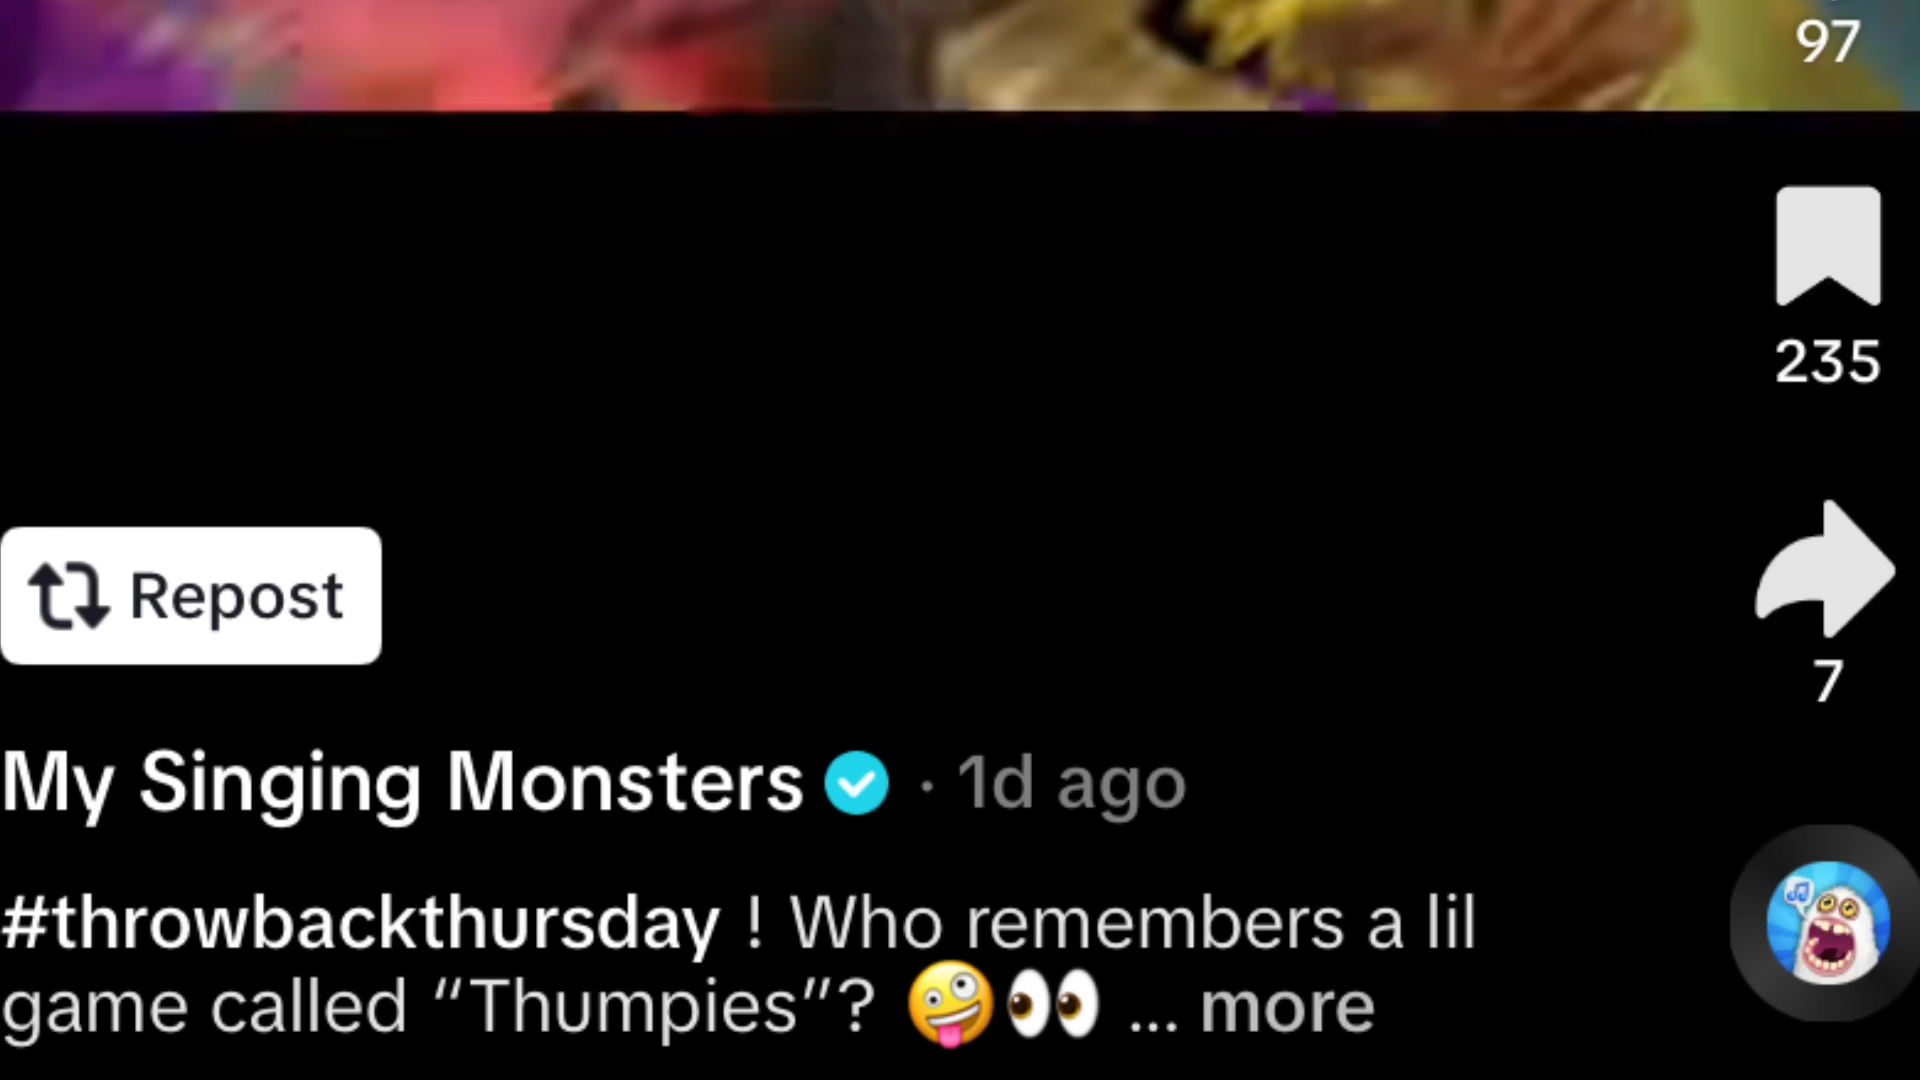 97
235
Repost
7
My Singing Monsters · 1d ago
#throwbackthursday ! Who remembers a lil
game called “Thumpies”? 🤪👀 ... more